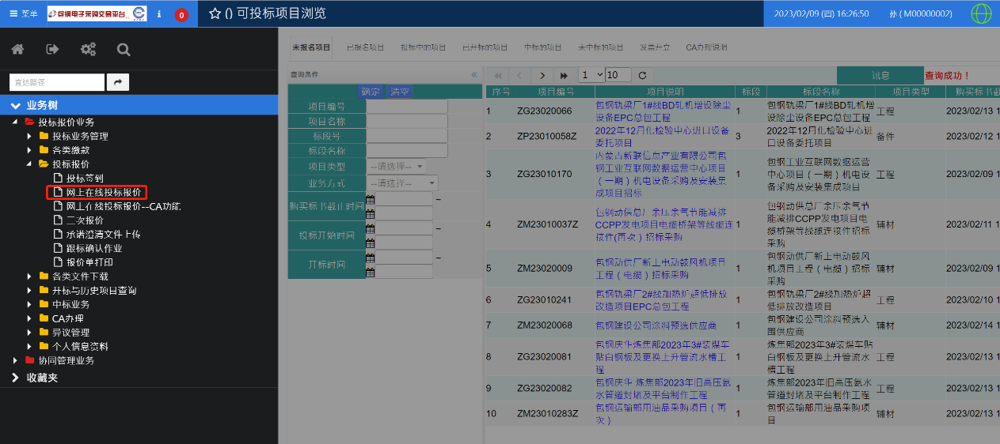 菜单 包钢电子采购交易平台 0 () 可投标项目浏览 2023/02/09 (四) 16:26:50 孙 ( M00000002)
直达路径
业务树
投标报价业务
投标业务管理
各类缴款
投标报价
投标签到
网上在线投标报价
网上在线投标报价--CA功能
二次报价
承诺澄清文件上传
跟标确认作业
报价单打印
各类文件下载
开标与历史项目查询
中标业务
CA办理
异议管理
个人信息资料
协同管理业务
收藏夹
未报名项目 已报名项目 投标中的项目 已开标的项目 中标的项目 未中标的项目 发票开立 CA办理说明
查询条件
确定 清空
项目编号
项目名称
标段号
标段名称
项目类型 --请选择--
业务方式 --请选择--
购买标书截止时间 ~
投标开始时间 ~
开标时间 ~
1 10 讯息 查询成功！
序号 项目编号 项目说明 标段 标段名称 项目类型 购买标书截
1 ZG23020066 包钢轨梁厂1#线BD轧机增设除尘设备EPC总包工程 1 包钢轨梁厂1#线BD轧机增设除尘设备EPC总包工程 工程 2023/02/13 1
2 ZP23010058Z 2022年12月化检验中心进口设备委托项目 3 2022年12月化检验中心进口设备委托项目 备件 2023/02/12 1
3 ZG23010170 内蒙古新联信息产业有限公司包钢工业互联网数据运营中心项目（一期）机电设备采购及安装集成项目招标 1 包钢工业互联网数据运营中心项目（一期）机电设备采购及安装集成项目 工程 2023/02/09 1
4 ZM23010037Z 包钢动供总厂余压余气节能减排CCPP发电项目电缆桥架等线缆连接件(再次）招标采购 1 包钢动供总厂余压余气节能减排CCPP发电项目电缆桥架等线缆连接件招标采购 辅材 2023/02/11 1
5 ZM23020009 包钢动供厂新上电动鼓风机项目工程（电缆）招标采购 1 包钢动供厂新上电动鼓风机项目工程（电缆）招标采购 辅材 2023/02/09 1
6 ZG23010241 包钢轨梁厂2#线加热炉超低排放改造项目EPC总包工程 1 包钢轨梁厂2#线加热炉超低排放改造项目 工程 2023/02/10 1
7 ZM23020068 包钢建设公司涂料预选供应商 1 包钢建设公司涂料预选入围供应商 辅材 2023/02/14 1
8 ZG23020081 包钢庆华炼焦部2023年3#装煤车贴白钢板及更换上升管流水槽工程 1 炼焦部2023年3#装煤车贴白钢板及更换上升管流水槽工程 工程 2023/02/13 1
9 ZG23020082 包钢庆华 炼焦部2023年旧高压氨水管道封堵及平台制作工程 1 炼焦部2023年旧高压氨水管道封堵及平台制作工程 工程 2023/02/13 1
10 ZM23010283Z 包钢运输部用油品采购项目（再次） 1 包钢运输部用油品采购项目 辅材 2023/02/13 1